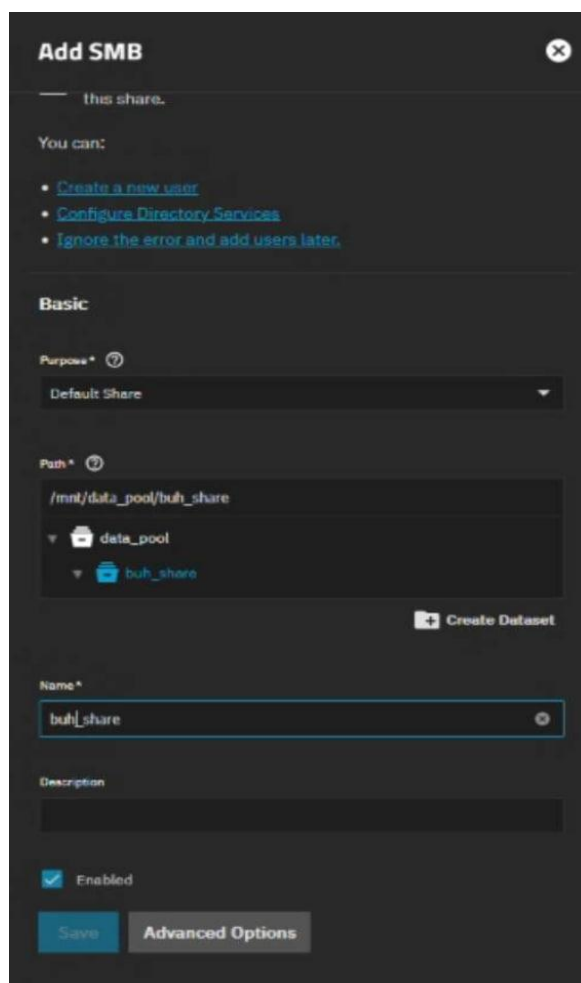 Add SMB
this share.
You can:
• Create a new user
• Configure Directory Services
• Ignore the error and add users later.
Basic
Purpose*
Default Share
Path*
/mnt/data_pool/buh_share
data_pool
buh_share
Create Dataset
Name*
buh_share
Description
Enabled
Save
Advanced Options